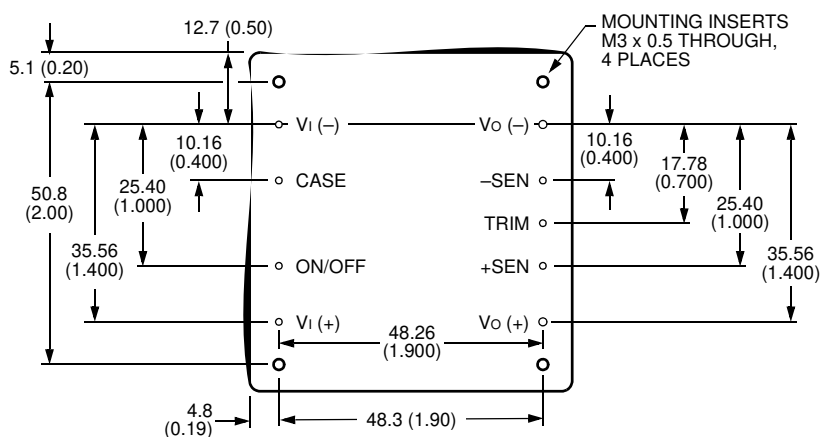 12.7 (0.50)
MOUNTING INSERTS
M3 x 0.5 THROUGH,
4 PLACES
5.1 (0.20)
VI (–)
VO (–)
10.16
(0.400)
10.16
(0.400)
17.78
(0.700)
CASE
–SEN
50.8
(2.00)
25.40
(1.000)
25.40
(1.000)
TRIM
35.56
(1.400)
35.56
(1.400)
ON/OFF
+SEN
VI (+)
VO (+)
48.26
(1.900)
4.8
(0.19)
48.3 (1.90)